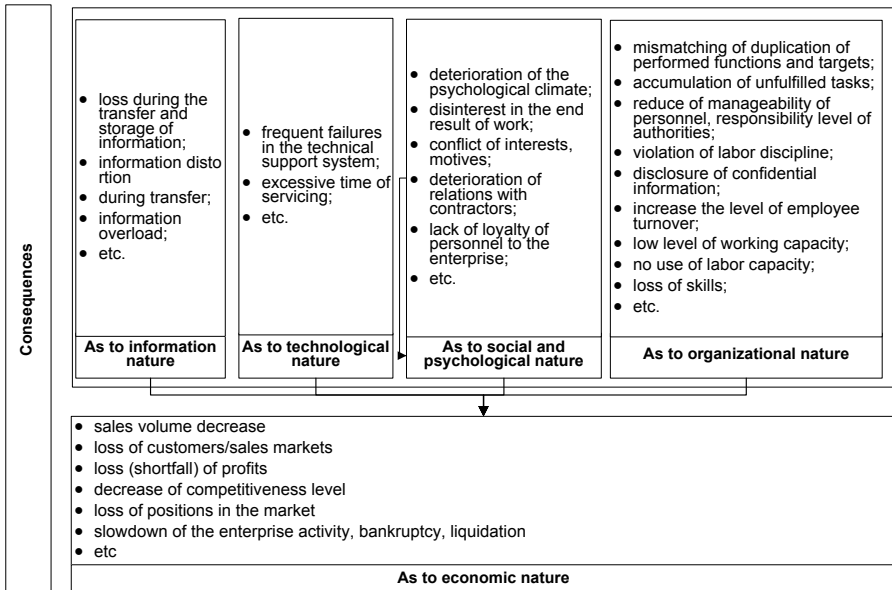 Consequences
● loss during the
transfer and
storage of
information;
● information disto
rtion
● during transfer;
● information
overload;
● etc.
As to information
nature
● frequent failures
in the technical
support system;
● excessive time of
servicing;
● etc.
As to technological
nature
● deterioration of the
psychological climate;
● disinterest in the end
result of work;
● conflict of interests,
motives;
● deterioration of
relations with
contractors;
● lack of loyalty of
personnel to the
enterprise;
● etc.
As to social and
psychological nature
● mismatching of duplication of
performed functions and targets;
● accumulation of unfulfilled tasks;
● reduce of manageability of
personnel, responsibility level of
authorities;
● violation of labor discipline;
● disclosure of confidential
information;
● increase the level of employee
turnover;
● low level of working capacity;
● no use of labor capacity;
● loss of skills;
● etc.
As to organizational nature
● sales volume decrease
● loss of customers/sales markets
● loss (shortfall) of profits
● decrease of competitiveness level
● loss of positions in the market
● slowdown of the enterprise activity, bankruptcy, liquidation
● etc
As to economic nature